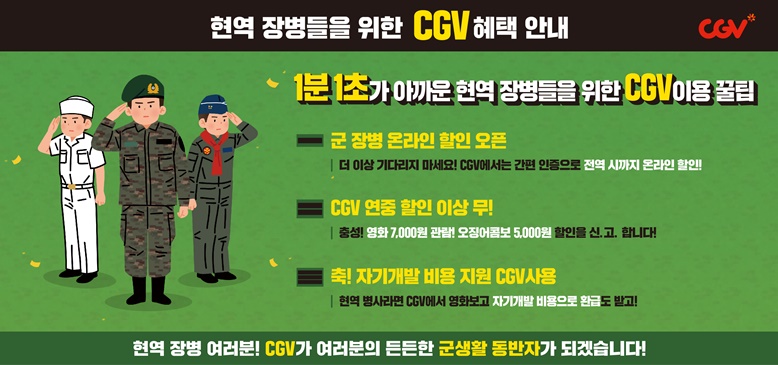 현역 장병들을 위한 CGV 혜택 안내
CGV
1분 1초가 아까운 현역 장병들을 위한 CGV이용 꿀팁
군 장병 온라인 할인 오픈
더 이상 기다리지 마세요! CGV에서는 간편 인증으로 전역 시까지 온라인 할인!
CGV 연중 할인 이상 무!
충성! 영화 7,000원 관람! 오징어콤보 5,000원 할인을 신.고. 합니다!
축! 자기개발 비용 지원 CGV사용
현역 병사라면 CGV에서 영화보고 자기개발 비용으로 환급도 받고!
현역 장병 여러분! CGV가 여러분의 든든한 군생활 동반자가 되겠습니다!